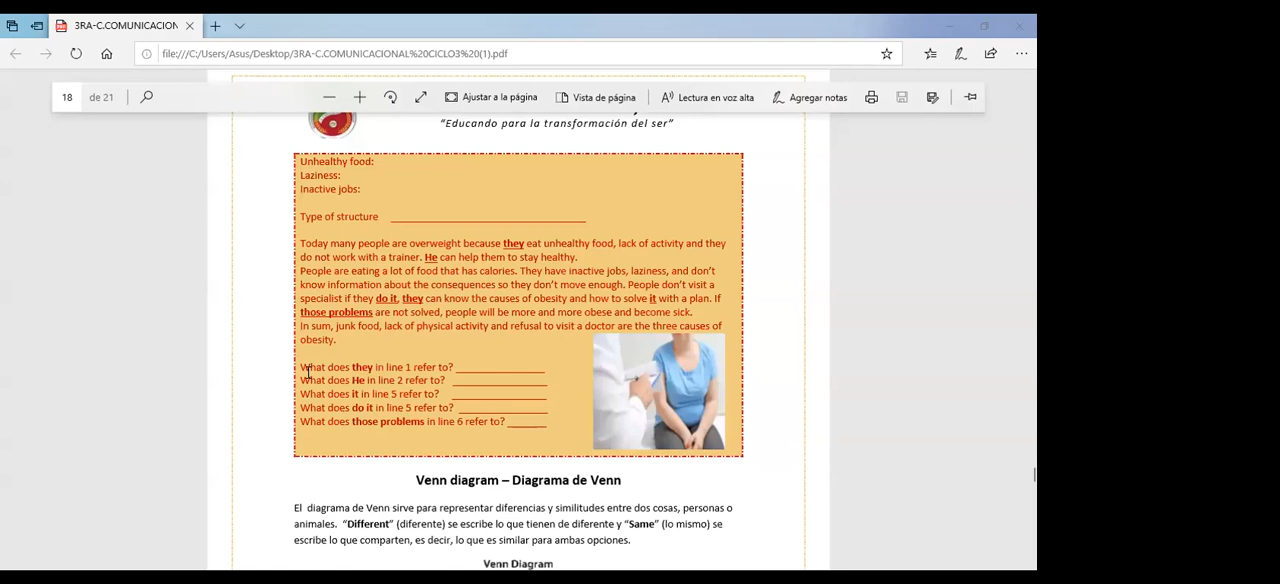 3RA-C.COMUNICACION
file:///C:/Users/Asus/Desktop/3RA-C.COMUNICACIONAL%20CICLO3%20(1).pdf
18 de 21 Ajustar a la página Vista de página Lectura en voz alta Agregar notas
“Educando para la transformación del ser”
Unhealthy food:
Laziness:
Inactive jobs:
Type of structure ______________________________
Today many people are overweight because they eat unhealthy food, lack of activity and they
do not work with a trainer. He can help them to stay healthy.
People are eating a lot of food that has calories. They have inactive jobs, laziness, and don’t
know information about the consequences so they don’t move enough. People don’t visit a
specialist if they do it, they can know the causes of obesity and how to solve it with a plan. If
those problems are not solved, people will be more and more obese and become sick.
In sum, junk food, lack of physical activity and refusal to visit a doctor are the three causes of
obesity.
What does they in line 1 refer to? ______________
What does He in line 2 refer to? ______________
What does it in line 5 refer to? ______________
What does do it in line 5 refer to? ______________
What does those problems in line 6 refer to? ______
Venn diagram – Diagrama de Venn
El diagrama de Venn sirve para representar diferencias y similitudes entre dos cosas, personas o
animales. “Different” (diferente) se escribe lo que tienen de diferente y “Same” (lo mismo) se
escribe lo que comparten, es decir, lo que es similar para ambas opciones.
Venn Diagram